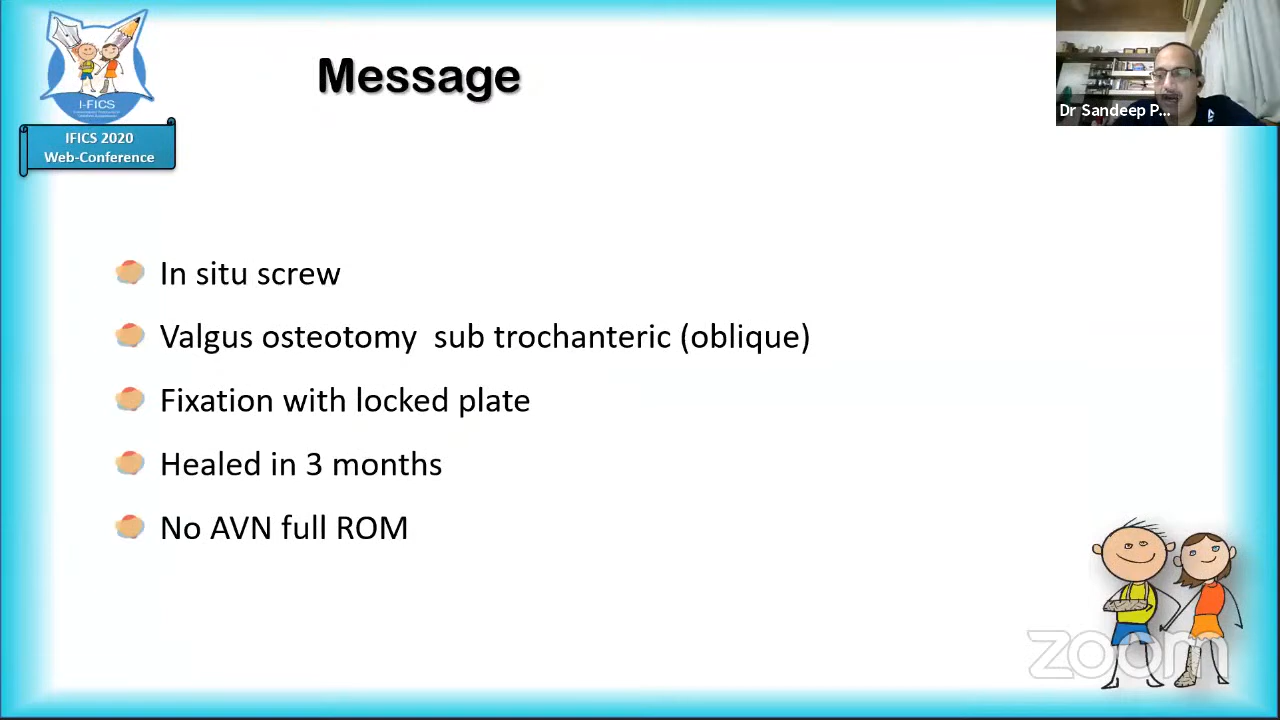 Message
I-FICS
IFICS 2020
Web-Conference
Dr Sandeep P...
In situ screw
Valgus osteotomy sub trochanteric (oblique)
Fixation with locked plate
Healed in 3 months
No AVN full ROM
zoom